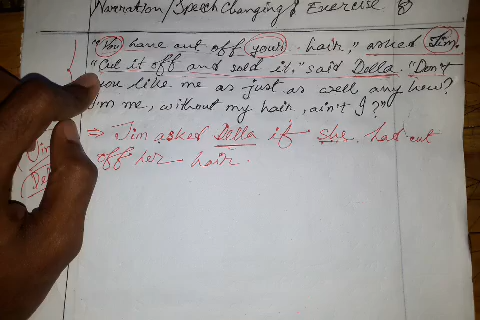 Narration/Speech Changing Exercise 8
"You have cut off your hair," asked Jim.
"Cut it off and sold it." said Della. "Don't
you like me as just as well any how?
I'm me, without my hair, ain't I?"
⇒ Jim asked Della if she had cut
off her hair.
Jim
Del